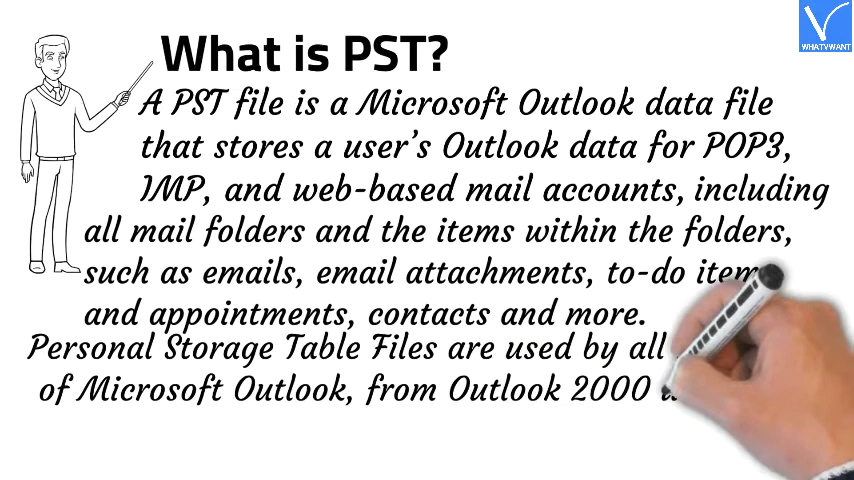 WHATVWANT
What is PST?
A PST file is a Microsoft Outlook data file
that stores a user's Outlook data for POP3,
IMP, and web-based mail accounts, including
all mail folders and the items within the folders,
such as emails, email attachments, to-do item
and appointments, contacts and more.
Personal Storage Table Files are used by all
of Microsoft Outlook, from Outlook 2000